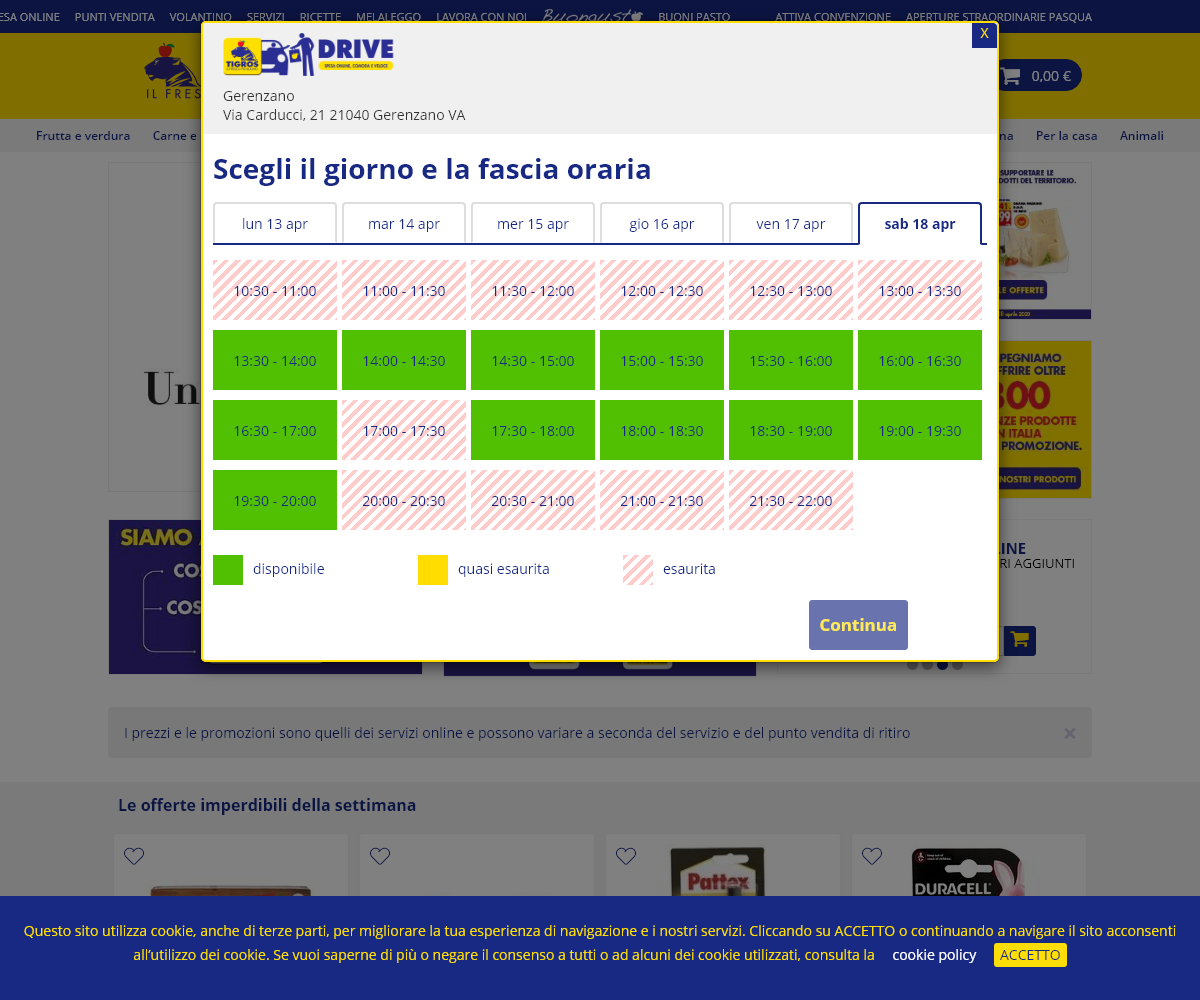 ESA ONLINE PUNTI VENDITA VOLANTINO SERVIZI RICETTE MELALEGGO LAVORA CON NOI Buongusto BUONI PASTO ATTIVA CONVENZIONE APERTURE STRAORDINARIE PASQUA
X
TIGROS DRIVE
SPESA ONLINE, COMODA E VELOCE
0,00 €
IL FRES
Gerenzano
Via Carducci, 21 21040 Gerenzano VA
Frutta e verdura Carne e na Per la casa Animali
Scegli il giorno e la fascia oraria
lun 13 apr mar 14 apr mer 15 apr gio 16 apr ven 17 apr sab 18 apr
10:30 - 11:00 11:00 - 11:30 11:30 - 12:00 12:00 - 12:30 12:30 - 13:00 13:00 - 13:30
13:30 - 14:00 14:00 - 14:30 14:30 - 15:00 15:00 - 15:30 15:30 - 16:00 16:00 - 16:30
16:30 - 17:00 17:00 - 17:30 17:30 - 18:00 18:00 - 18:30 18:30 - 19:00 19:00 - 19:30
19:30 - 20:00 20:00 - 20:30 20:30 - 21:00 21:00 - 21:30 21:30 - 22:00
disponibile quasi esaurita esaurita
Continua
SUPPORTARE LE
DOTTI DEL TERRITORIO.
LE OFFERTE
PEGNIAMO
FFRIRE OLTRE
300
NZE PRODOTTE
N ITALIA
PROMOZIONE.
NOSTRI PRODOTTI
Un
SIAMO A
COS
COS
LINE
RI AGGIUNTI
I prezzi e le promozioni sono quelli dei servizi online e possono variare a seconda del servizio e del punto vendita di ritiro ×
Le offerte imperdibili della settimana
Pattex
DURACELL
Questo sito utilizza cookie, anche di terze parti, per migliorare la tua esperienza di navigazione e i nostri servizi. Cliccando su ACCETTO o continuando a navigare il sito acconsenti
all'utilizzo dei cookie. Se vuoi saperne di più o negare il consenso a tutti o ad alcuni dei cookie utilizzati, consulta la cookie policy ACCETTO